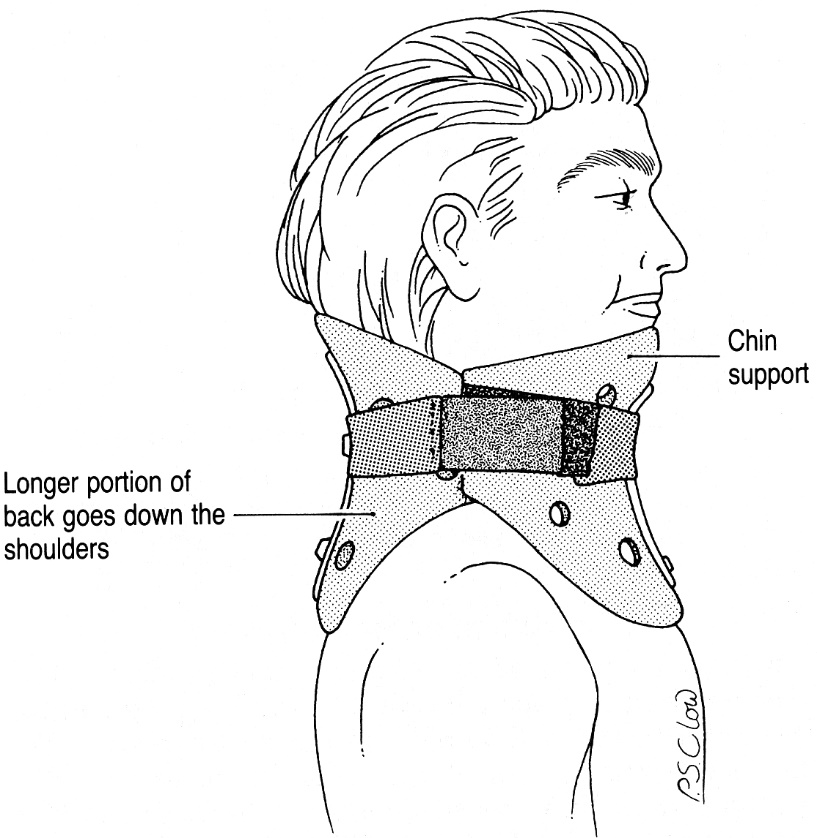 Chin
support
Longer portion of
back goes down the
shoulders
P.S.Clow